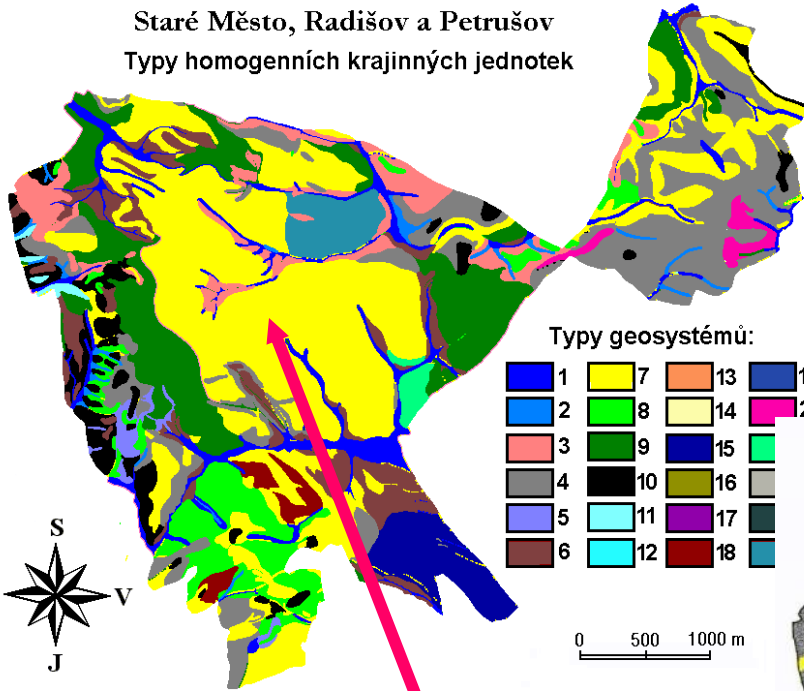 Staré Město, Radišov a Petrušov
Typy homogenních krajinných jednotek
Typy geosystémů:
1 7 13
2 8 14
3 9 15
4 10 16
5 11 17
6 12 18
S
V
J
0 500 1000 m